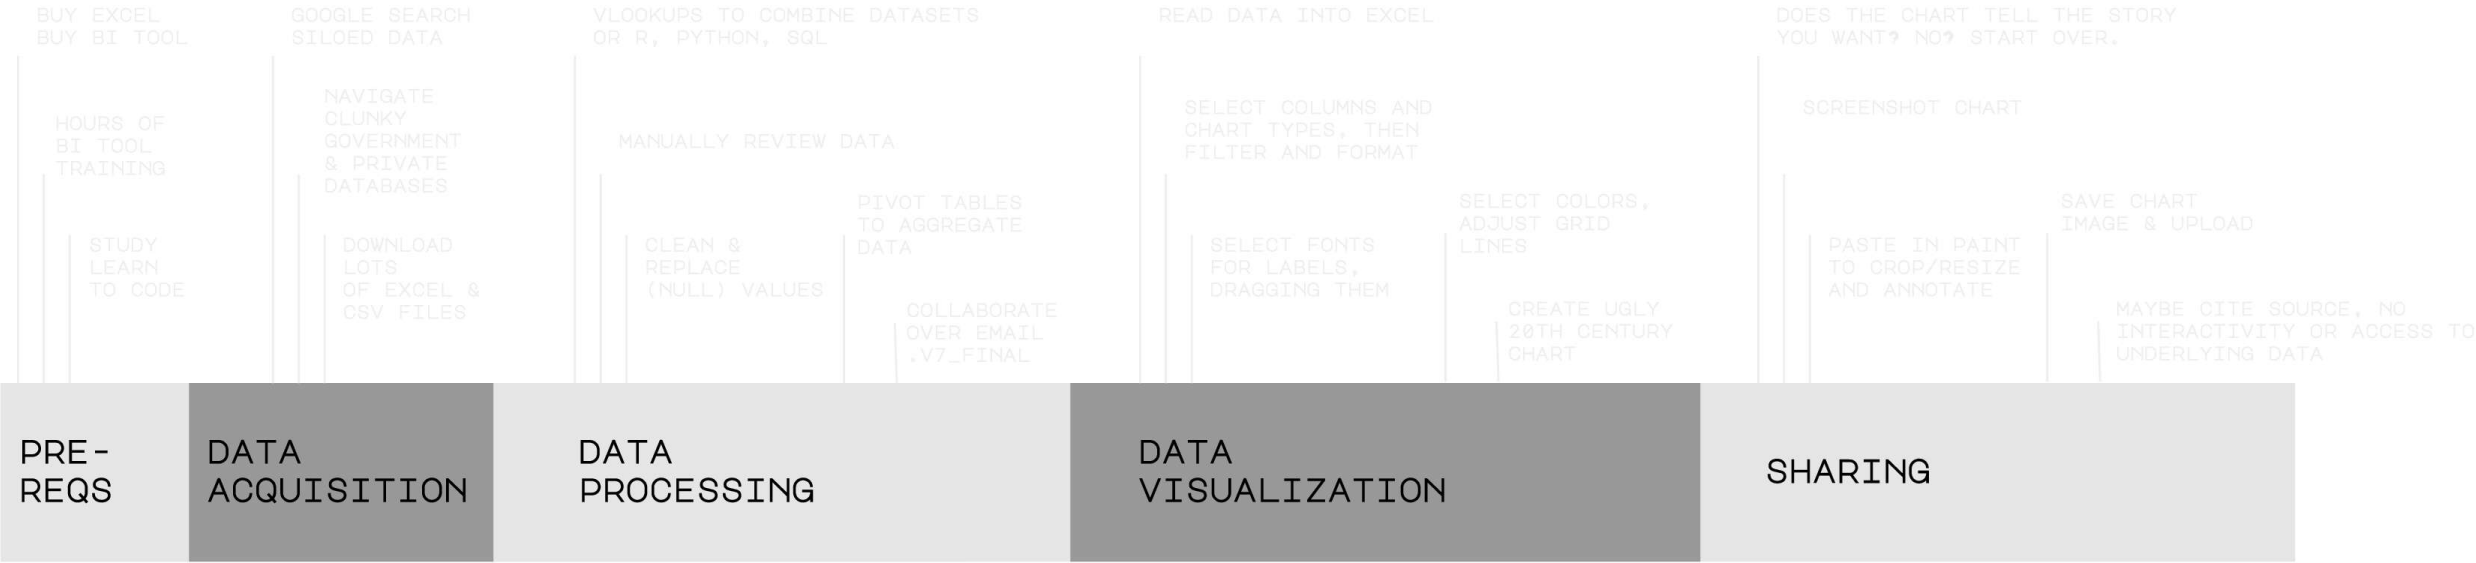 BUY EXCEL
BUY BI TOOL
HOURS OF
BI TOOL
TRAINING
STUDY
LEARN
TO CODE
GOOGLE SEARCH
SILOED DATA
NAVIGATE
CLUNKY
GOVERNMENT
& PRIVATE
DATABASES
DOWNLOAD
LOTS
OF EXCEL &
CSV FILES
VLOOKUPS TO COMBINE DATASETS
OR R, PYTHON, SQL
MANUALLY REVIEW DATA
CLEAN &
REPLACE
(NULL) VALUES
PIVOT TABLES
TO AGGREGATE
DATA
COLLABORATE
OVER EMAIL
.V7_FINAL
READ DATA INTO EXCEL
SELECT COLUMNS AND
CHART TYPES, THEN
FILTER AND FORMAT
SELECT FONTS
FOR LABELS,
DRAGGING THEM
SELECT COLORS,
ADJUST GRID
LINES
CREATE UGLY
20TH CENTURY
CHART
DOES THE CHART TELL THE STORY
YOU WANT? NO? START OVER.
SCREENSHOT CHART
PASTE IN PAINT
TO CROP/RESIZE
AND ANNOTATE
SAVE CHART
IMAGE & UPLOAD
MAYBE CITE SOURCE, NO
INTERACTIVITY OR ACCESS TO
UNDERLYING DATA
PRE-
REQS
DATA
ACQUISITION
DATA
PROCESSING
DATA
VISUALIZATION
SHARING